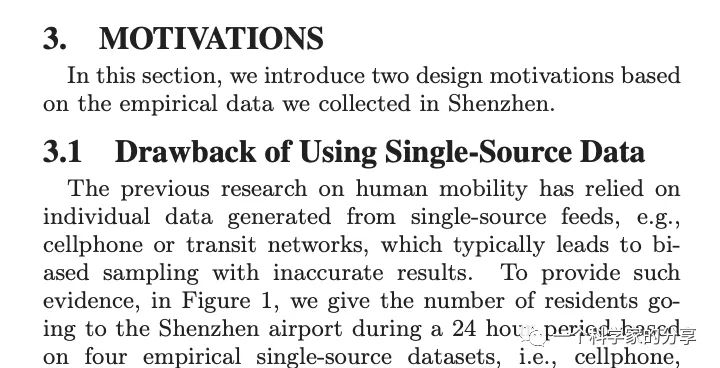 3. MOTIVATIONS
In this section, we introduce two design motivations based
on the empirical data we collected in Shenzhen.
3.1 Drawback of Using Single-Source Data
The previous research on human mobility has relied on
individual data generated from single-source feeds, e.g.,
cellphone or transit networks, which typically leads to bi-
ased sampling with inaccurate results. To provide such
evidence, in Figure 1, we give the number of residents go-
ing to the Shenzhen airport during a 24 hour period based
一个科学家的分享
on four empirical single-source datasets, i.e., cellphone,